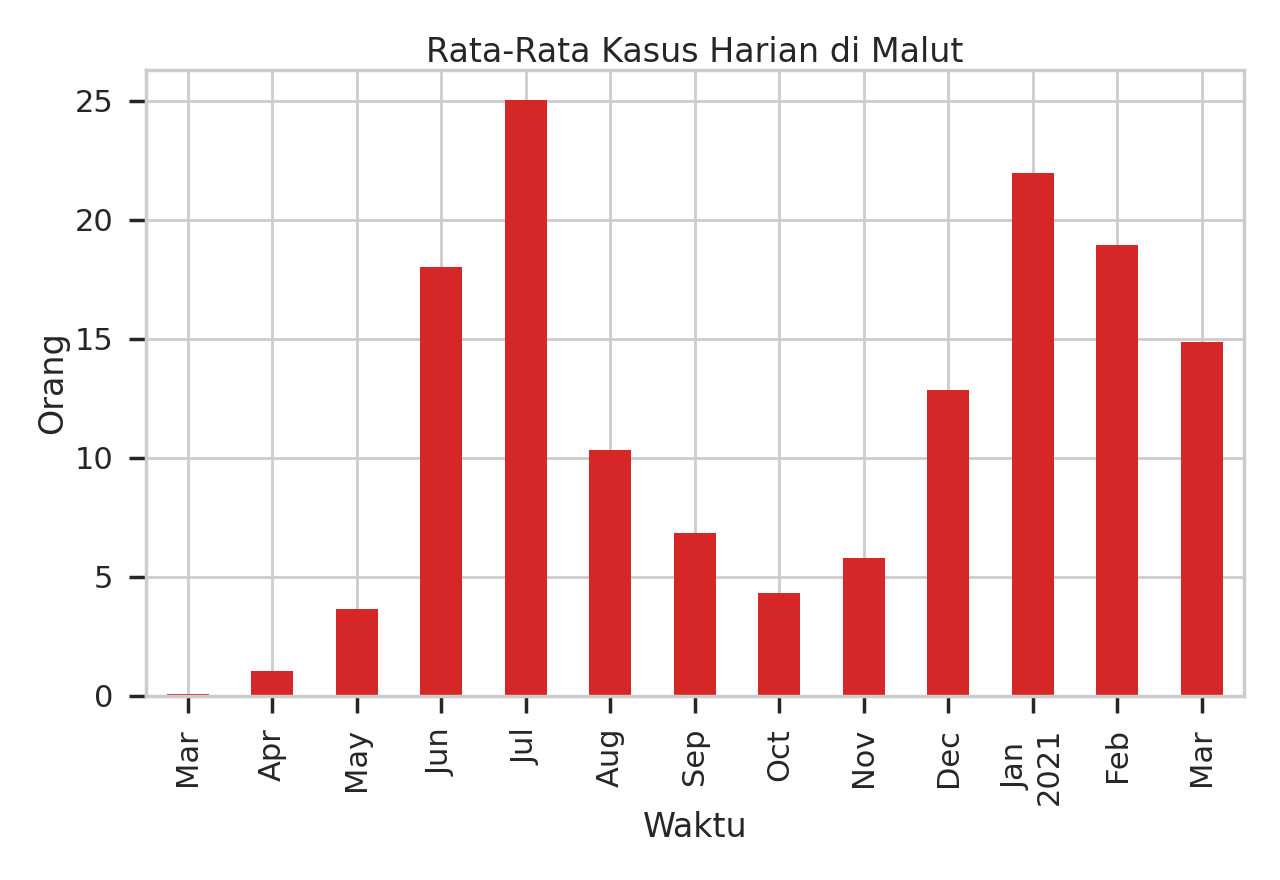 Rata-Rata Kasus Harian di Malut
25
20
15
10
5
0
Orang
Mar
Apr
May
Jun
Jul
Aug
Sep
Oct
Nov
Dec
Jan
2021
Feb
Mar
Waktu